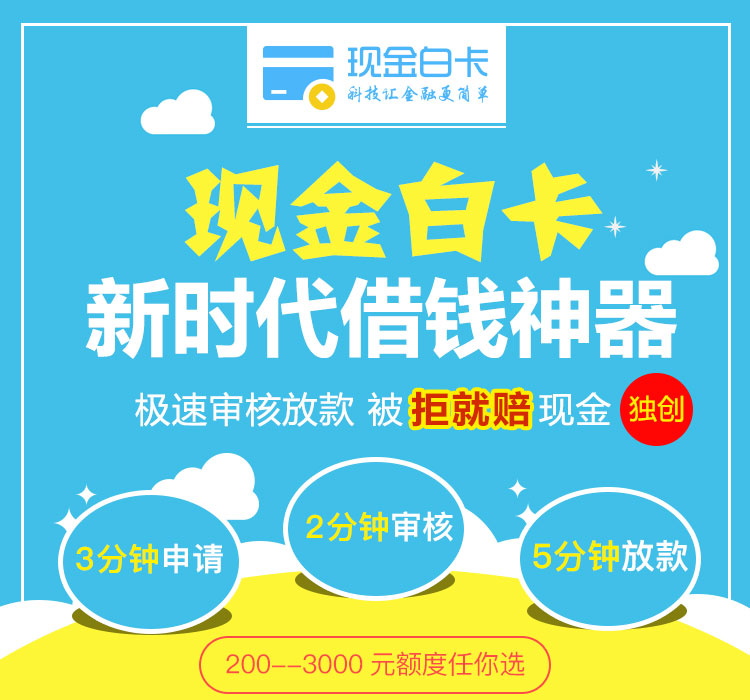 现金白卡
科技让金融更简单
现金白卡
新时代借钱神器
极速审核放款 被拒就赔现金 独创
3分钟申请
2分钟审核
5分钟放款
200--3000 元额度任你选